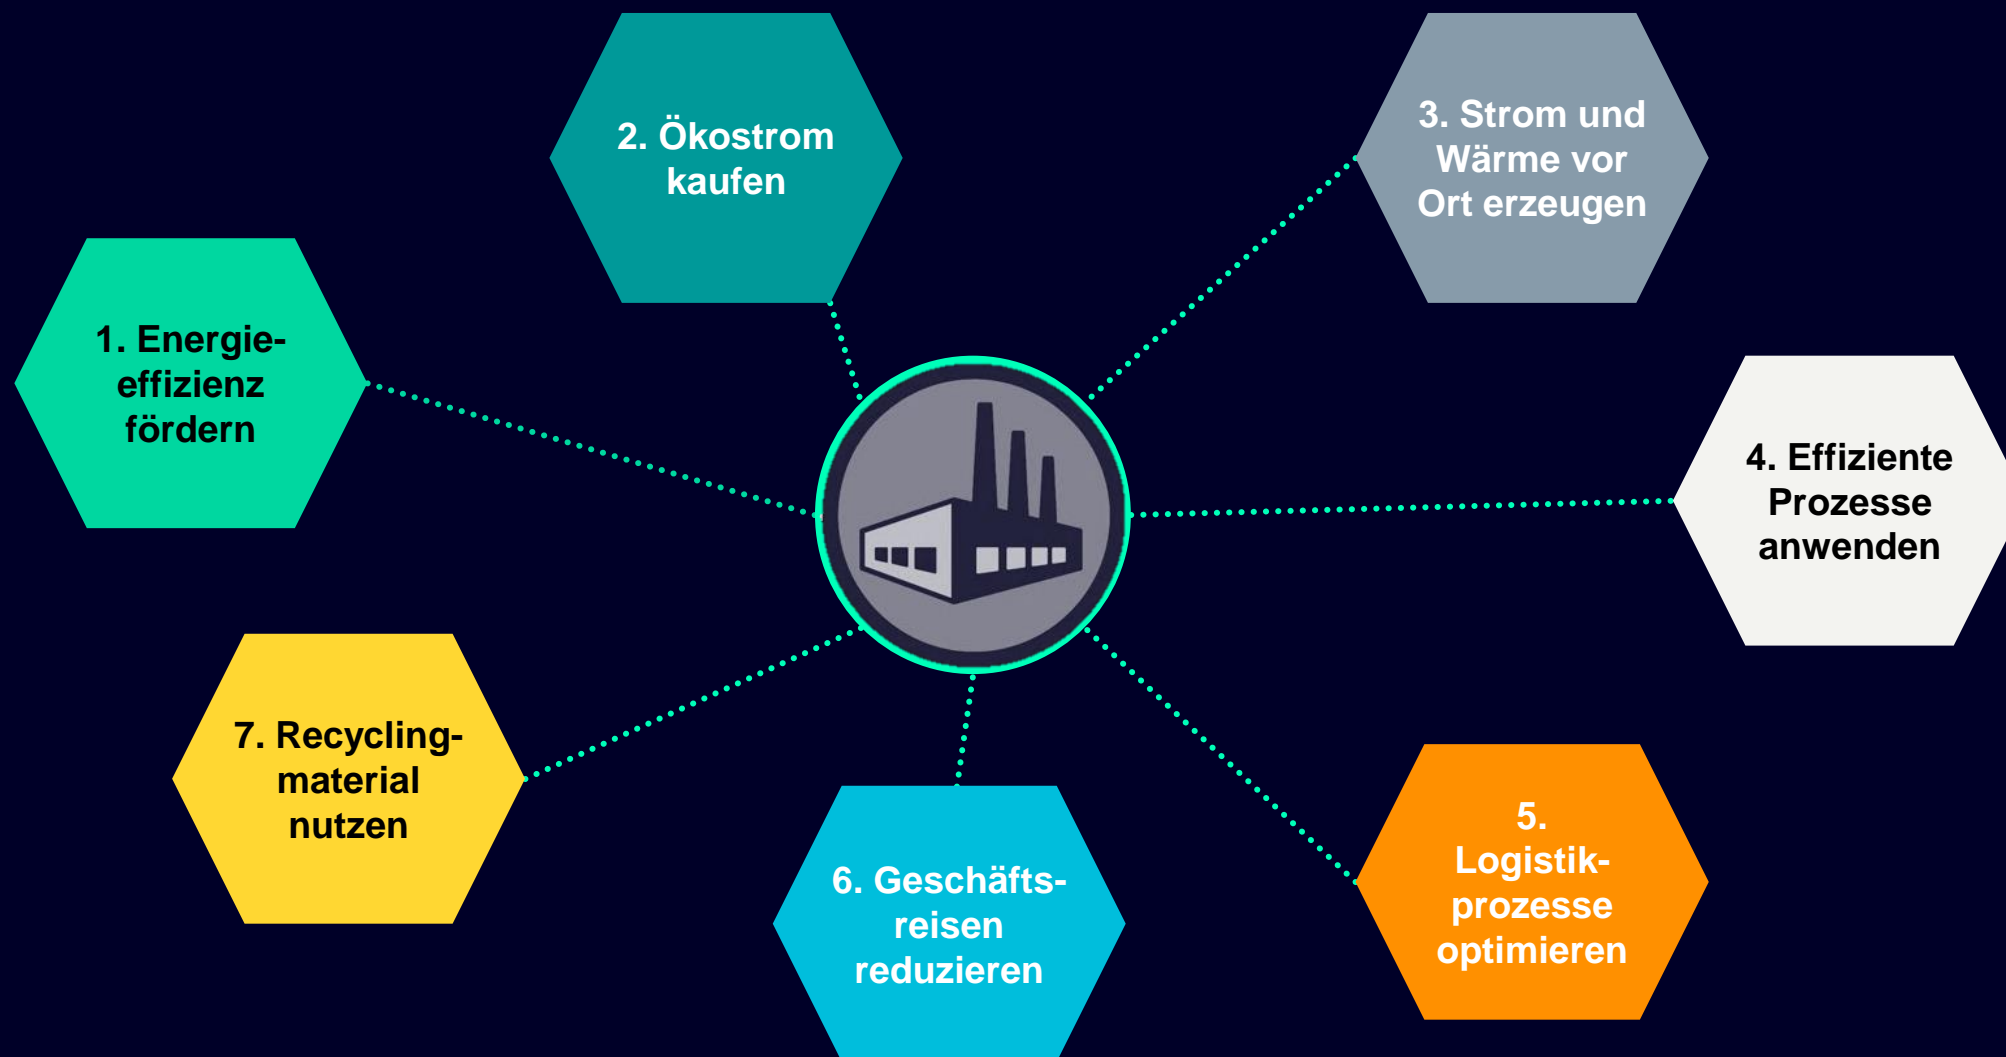 1. Energie-
effizienz
fördern
2. Ökostrom
kaufen
3. Strom und
Wärme vor
Ort erzeugen
4. Effiziente
Prozesse
anwenden
5.
Logistik-
prozesse
optimieren
6. Geschäfts-
reisen
reduzieren
7. Recycling-
material
nutzen